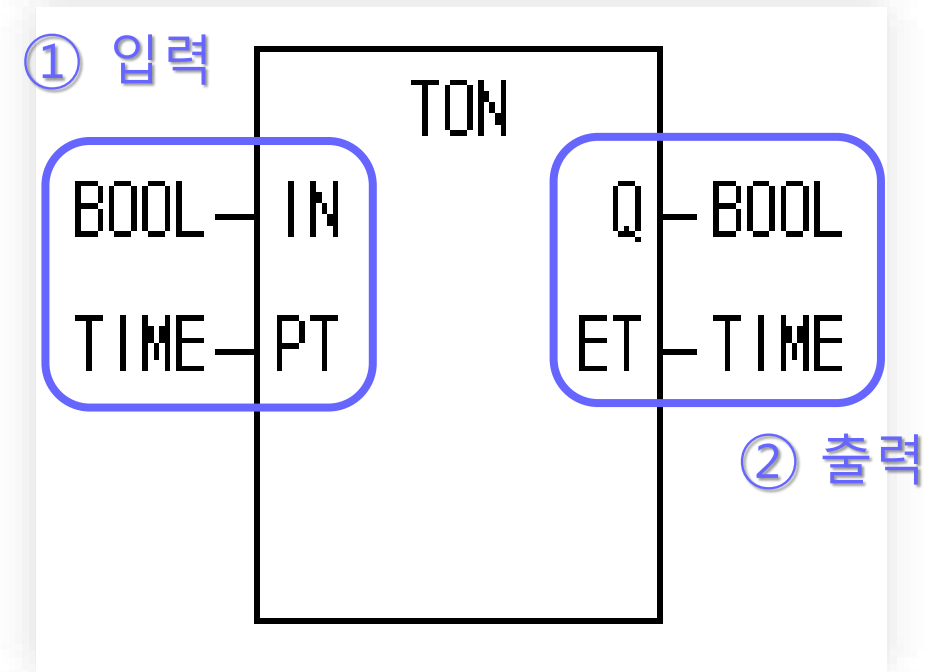 ① 입력
TON
BOOL IN Q BOOL
TIME PT ET TIME
② 출력